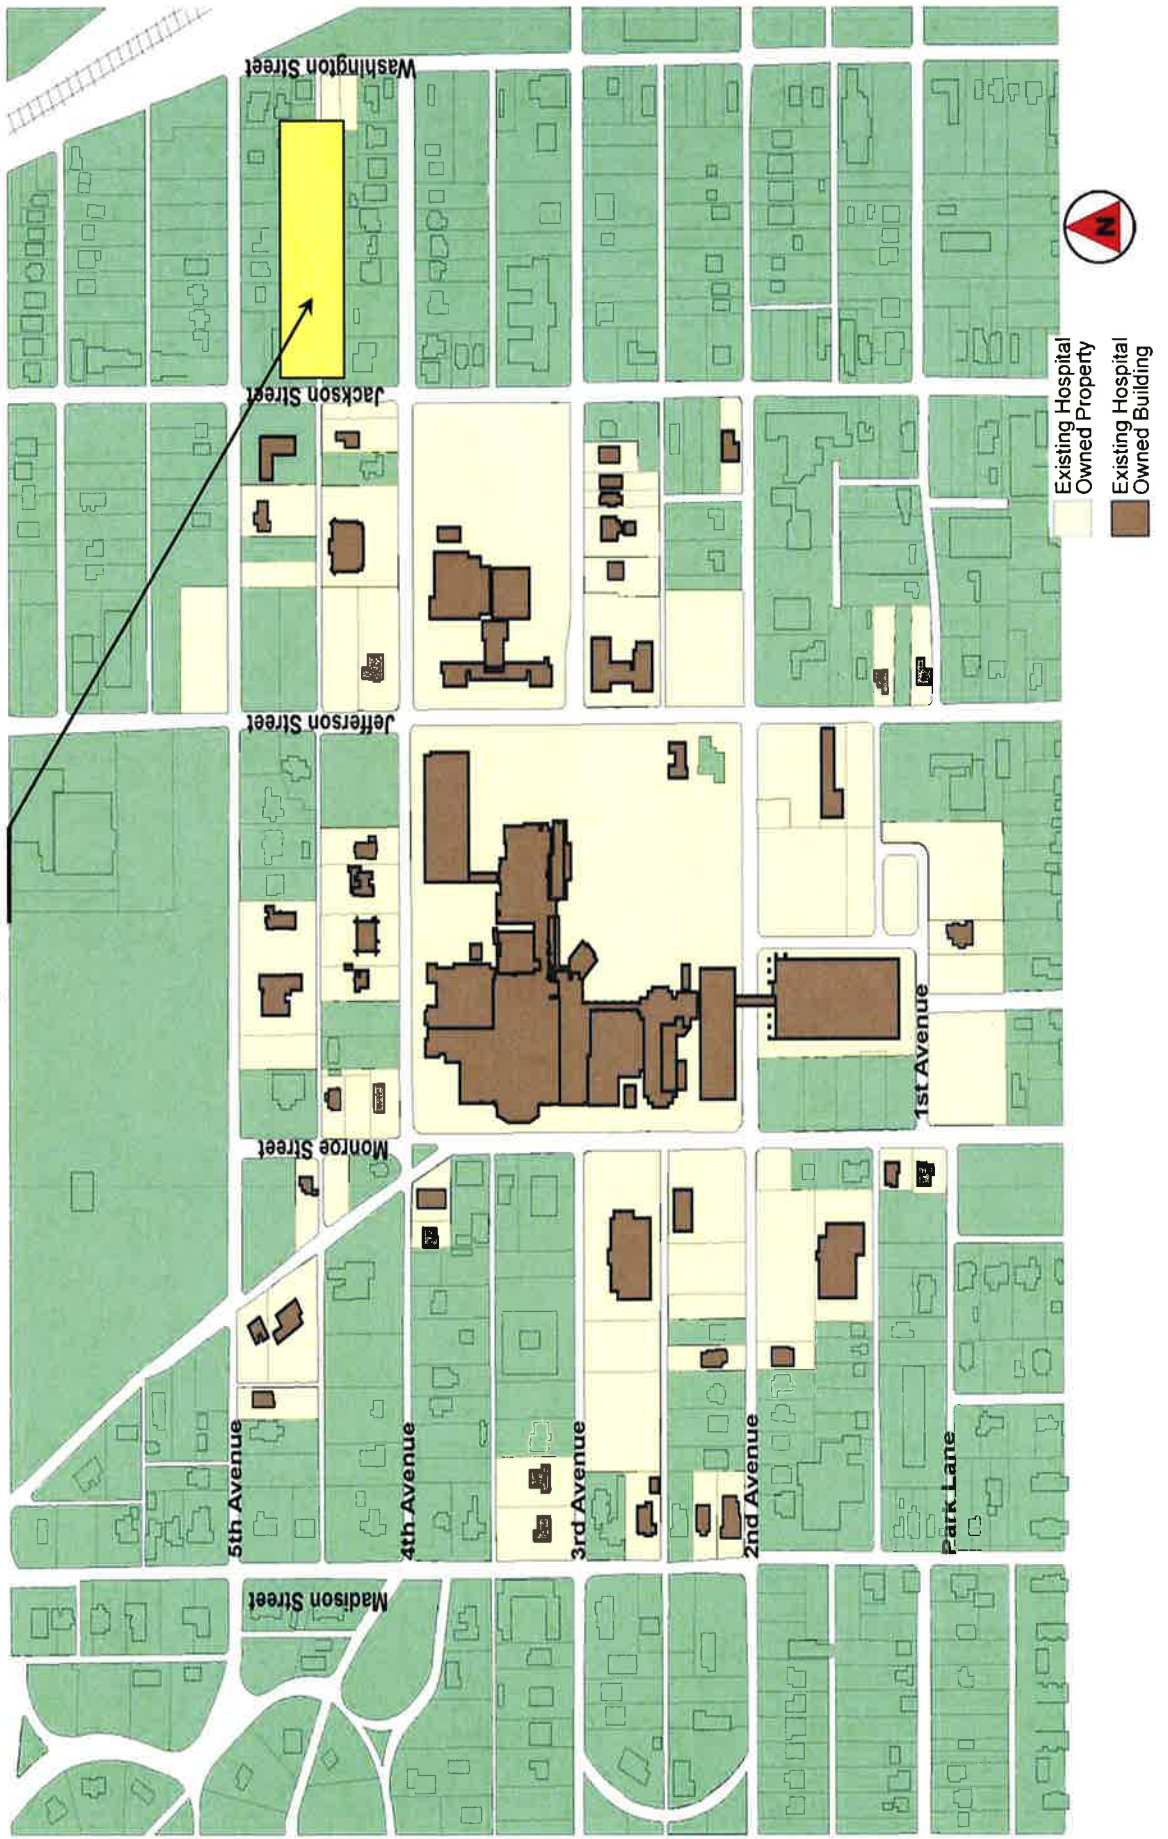 Washington
Street
Jackson Street
Jefferson
Street
Monroe Street
Madison
Street
5th Avenue
4th Avenue
3rd Avenue
2nd Avenue
1st Avenue
Park Lane
N
Existing Hospital
Owned Property
Existing Hospital
Owned Building